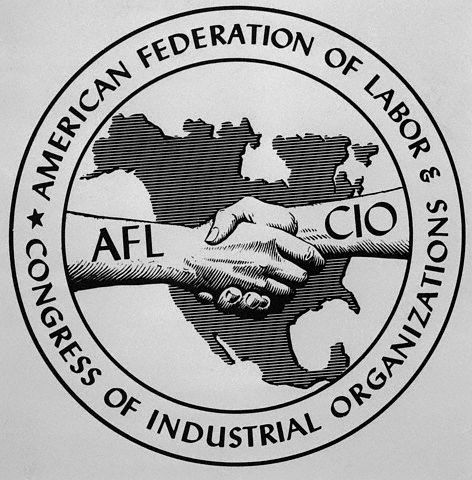 AMERICAN FEDERATION OF LABOR &
CONGRESS OF INDUSTRIAL ORGANIZATIONS
AFL
CIO